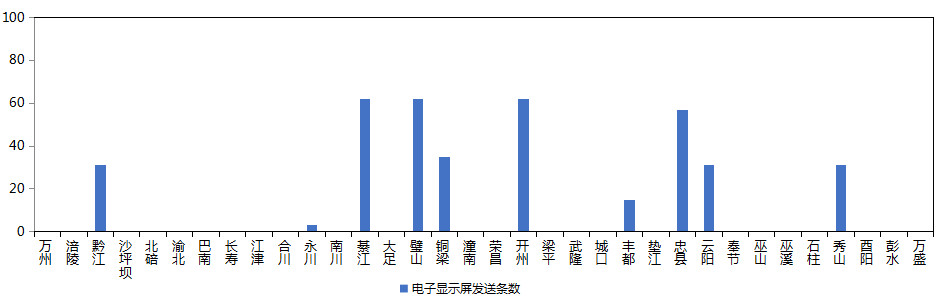 100
80
60
40
20
0
万州
涪陵
黔江
沙坪坝
北碚
渝北
巴南
长寿
江津
合川
永川
南川
綦江
大足
璧山
铜梁
潼南
荣昌
开州
梁平
武隆
城口
丰都
垫江
忠县
云阳
奉节
巫山
巫溪
石柱
秀山
酉阳
彭水
万盛
电子显示屏发送条数